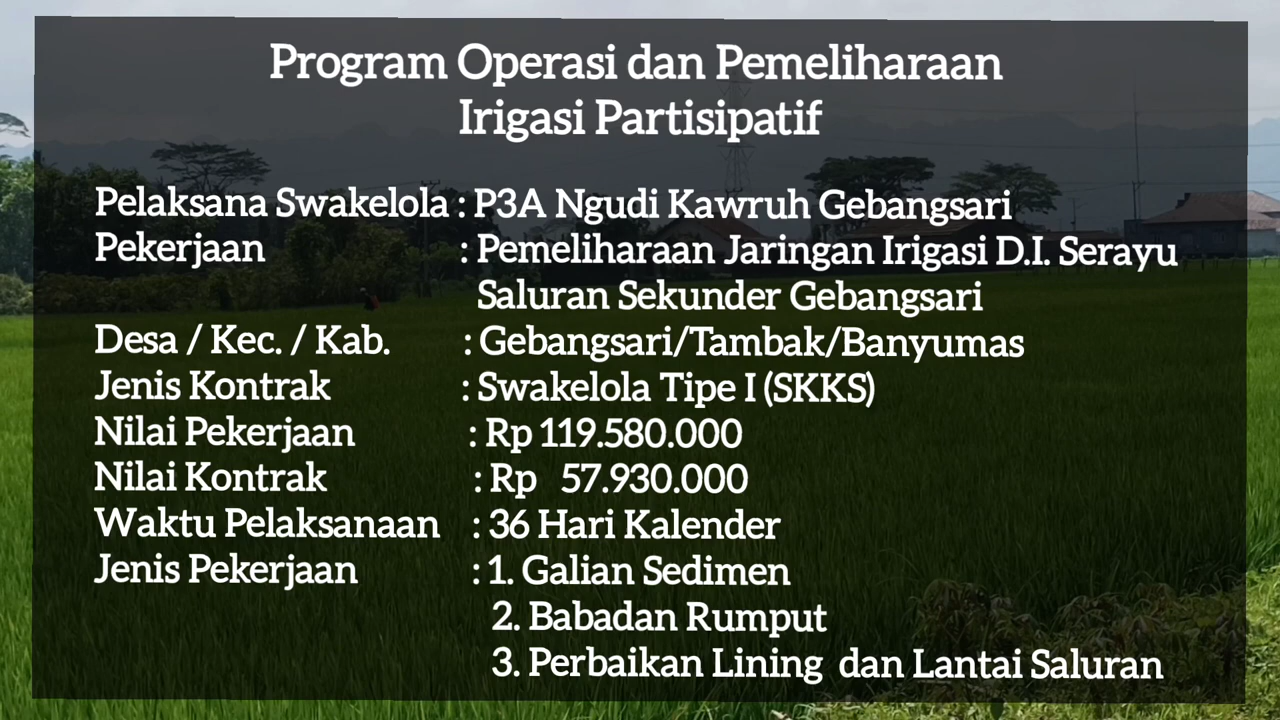 Program Operasi dan Pemeliharaan
Irigasi Partisipatif
Pelaksana Swakelola : P3A Ngudi Kawruh Gebangsari
Pekerjaan : Pemeliharaan Jaringan Irigasi D.I. Serayu
Saluran Sekunder Gebangsari
Desa / Kec. / Kab. : Gebangsari/Tambak/Banyumas
Jenis Kontrak : Swakelola Tipe I (SKKS)
Nilai Pekerjaan : Rp 119.580.000
Nilai Kontrak : Rp 57.930.000
Waktu Pelaksanaan : 36 Hari Kalender
Jenis Pekerjaan : 1. Galian Sedimen
2. Babadan Rumput
3. Perbaikan Lining dan Lantai Saluran